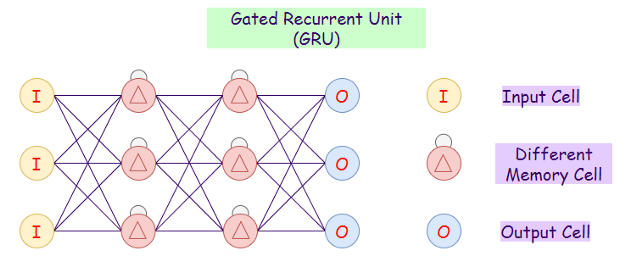 Gated Recurrent Unit
(GRU)
I O I Input Cell
I O Different
Memory Cell
I O O Output Cell